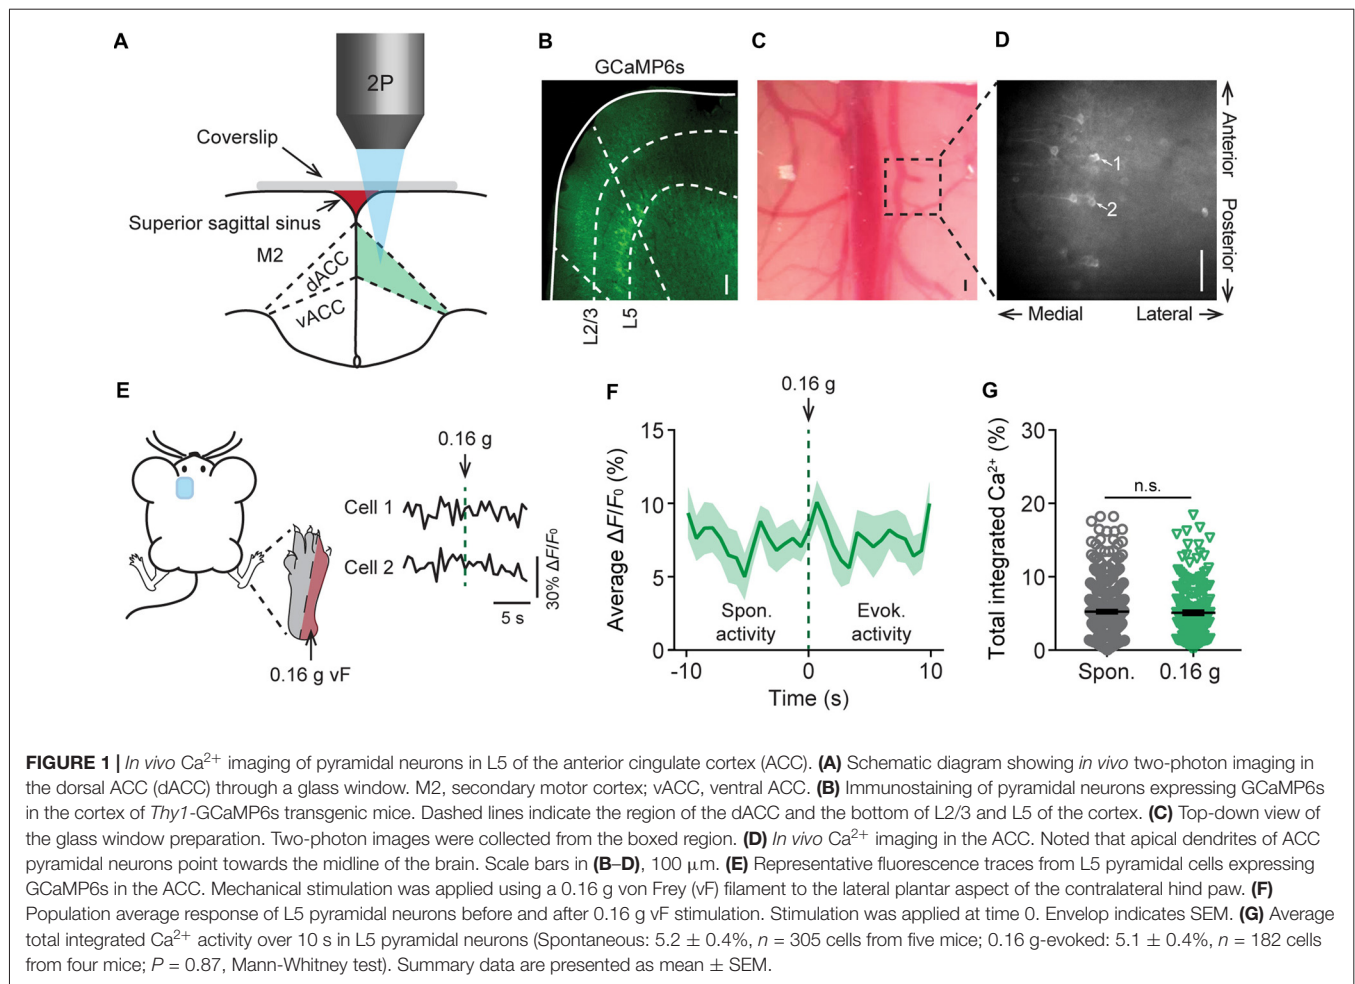 A
2P
Coverslip
Superior sagittal sinus
M2
dACC
vACC
B
GCaMP6s
L2/3
L5
C
D
1
2
Anterior
Posterior
Medial
Lateral
E
0.16 g
Cell 1
Cell 2
30% ΔF/F₀
5 s
0.16 g vF
F
0.16 g
Average ΔF/F₀ (%)
15
10
5
0
Spon.
activity
Evok.
activity
-10
0
10
Time (s)
G
Total integrated Ca²⁺ (%)
30
20
10
0
n.s.
Spon.
0.16 g
FIGURE 1 | In vivo Ca²⁺ imaging of pyramidal neurons in L5 of the anterior cingulate cortex (ACC). (A) Schematic diagram showing in vivo two-photon imaging in
the dorsal ACC (dACC) through a glass window. M2, secondary motor cortex; vACC, ventral ACC. (B) Immunostaining of pyramidal neurons expressing GCaMP6s
in the cortex of Thy1-GCaMP6s transgenic mice. Dashed lines indicate the region of the dACC and the bottom of L2/3 and L5 of the cortex. (C) Top-down view of
the glass window preparation. Two-photon images were collected from the boxed region. (D) In vivo Ca²⁺ imaging in the ACC. Noted that apical dendrites of ACC
pyramidal neurons point towards the midline of the brain. Scale bars in (B–D), 100 μm. (E) Representative fluorescence traces from L5 pyramidal cells expressing
GCaMP6s in the ACC. Mechanical stimulation was applied using a 0.16 g von Frey (vF) filament to the lateral plantar aspect of the contralateral hind paw. (F)
Population average response of L5 pyramidal neurons before and after 0.16 g vF stimulation. Stimulation was applied at time 0. Envelop indicates SEM. (G) Average
total integrated Ca²⁺ activity over 10 s in L5 pyramidal neurons (Spontaneous: 5.2 ± 0.4%, n = 305 cells from five mice; 0.16 g-evoked: 5.1 ± 0.4%, n = 182 cells
from four mice; P = 0.87, Mann-Whitney test). Summary data are presented as mean ± SEM.